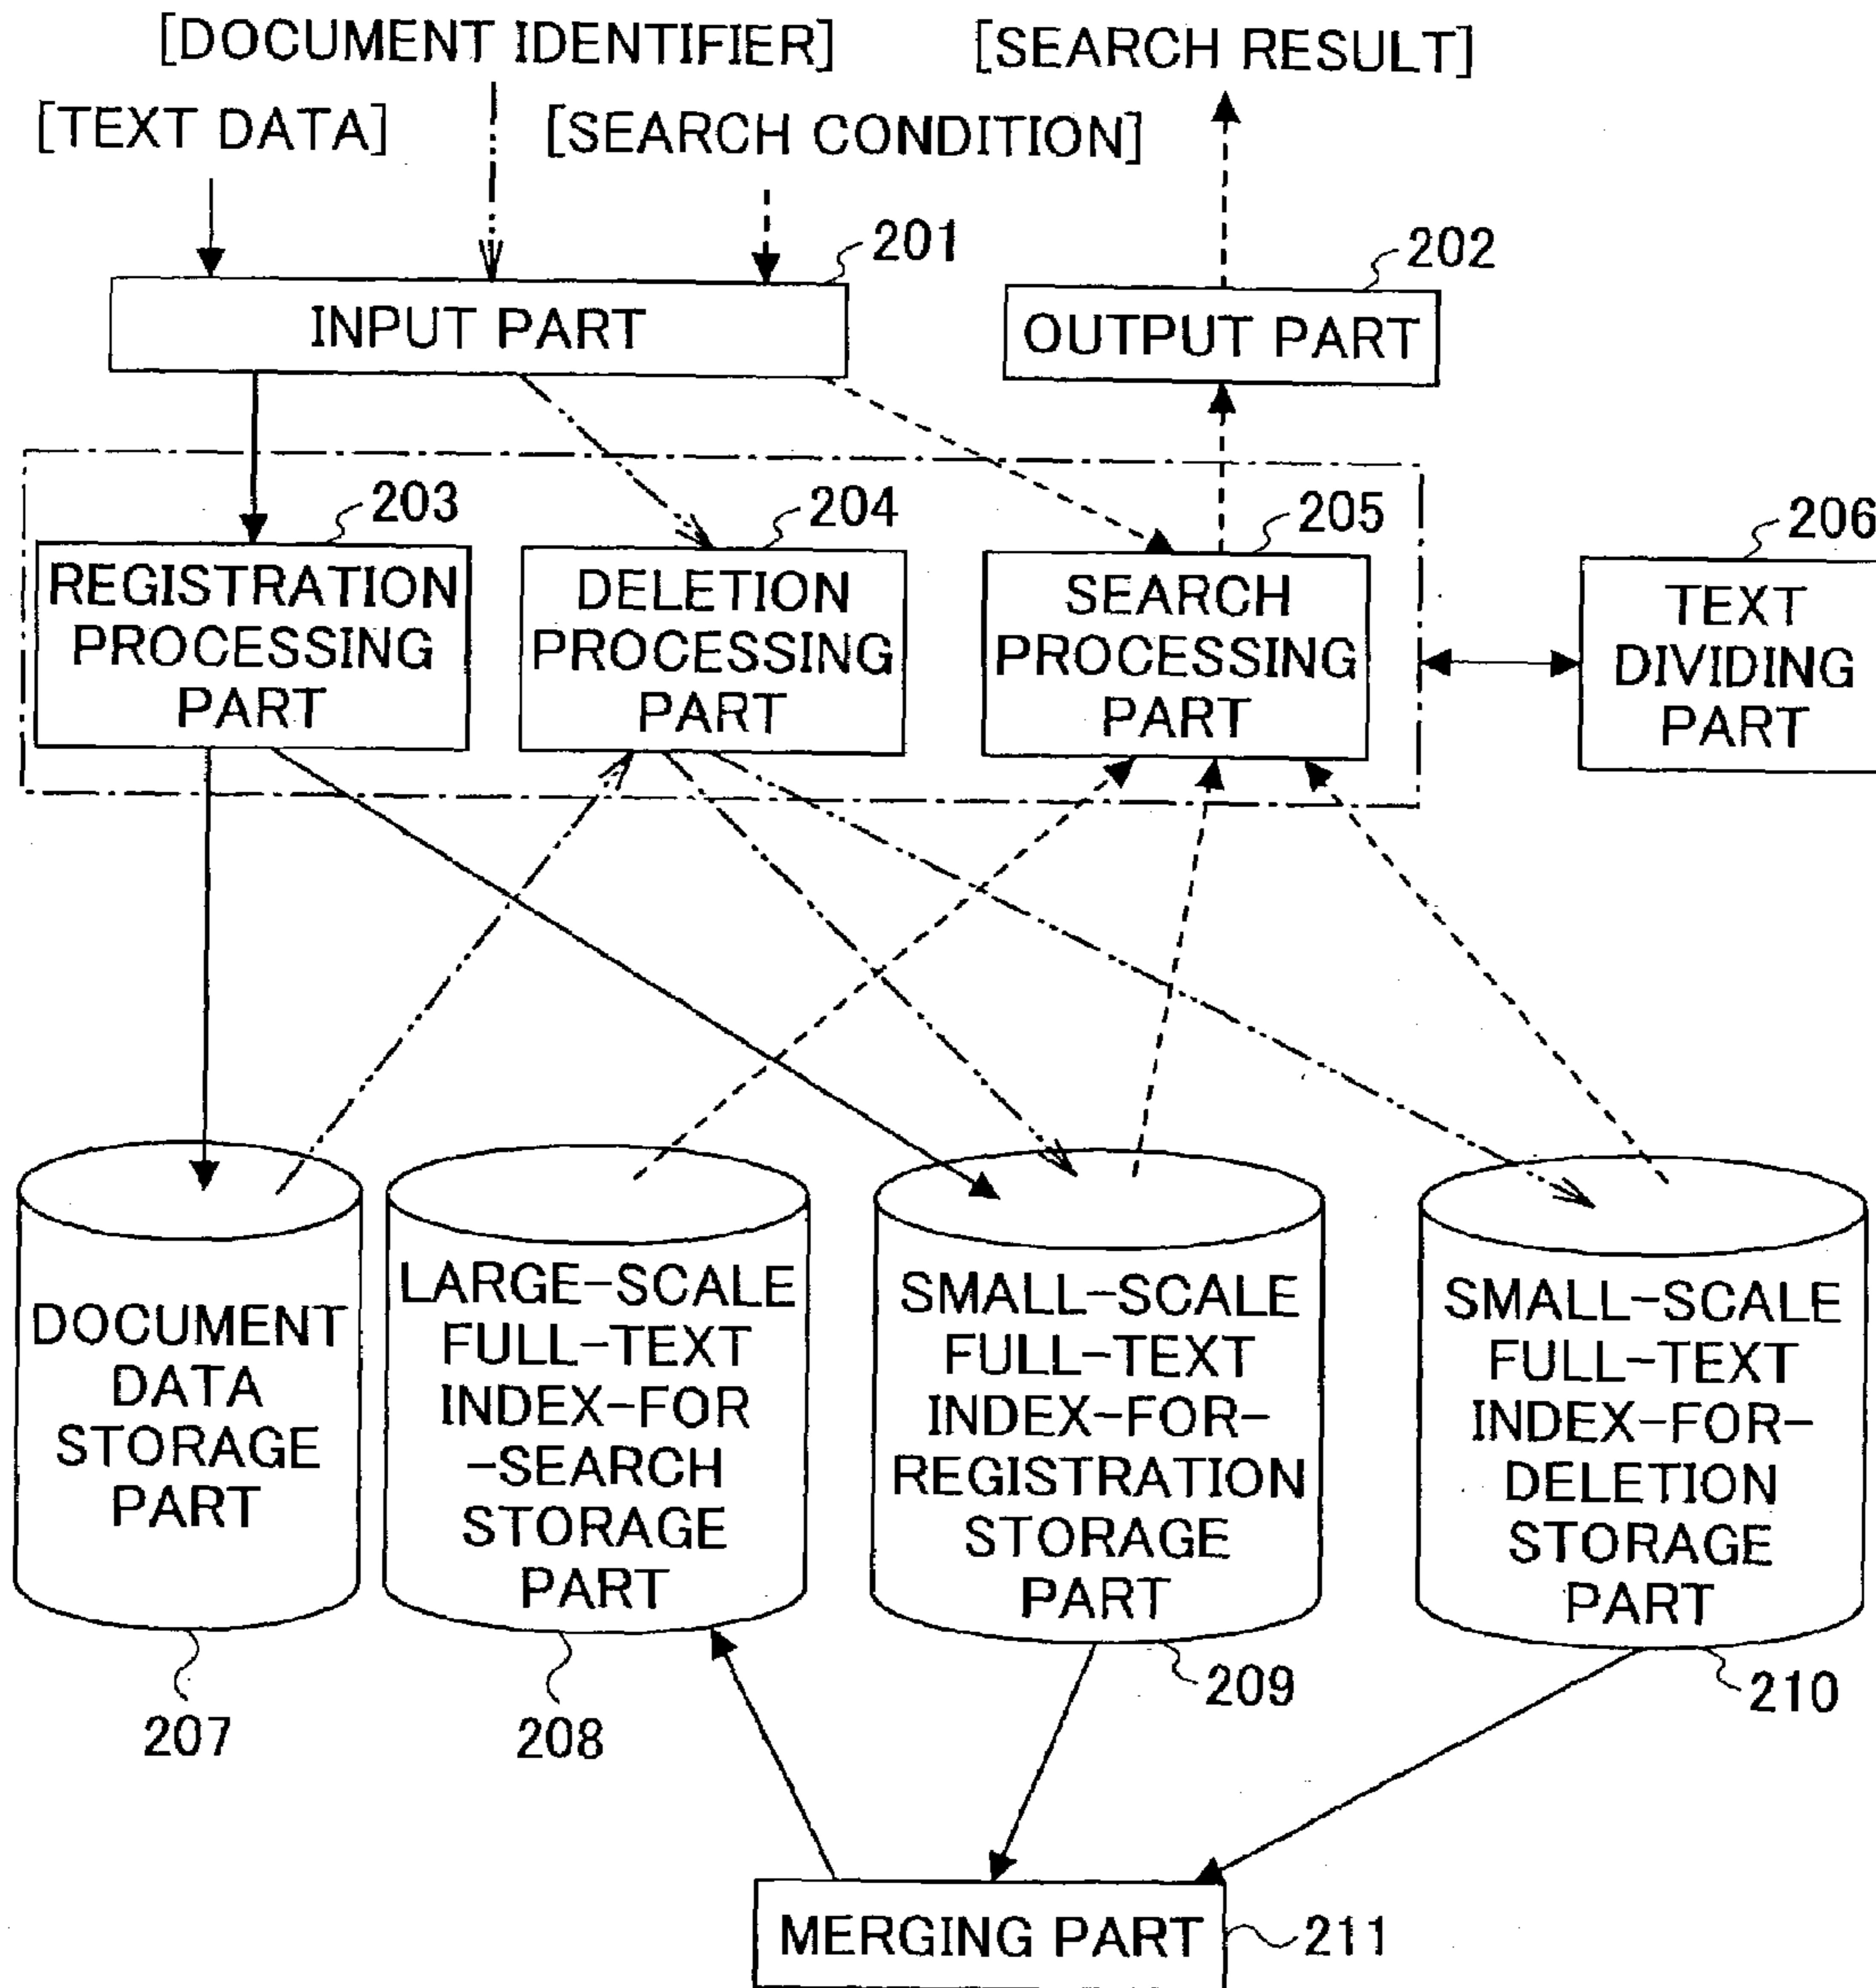 [DOCUMENT IDENTIFIER]
[SEARCH RESULT]
[TEXT DATA]
[SEARCH CONDITION]
201
202
INPUT PART
OUTPUT PART
203
204
205
206
REGISTRATION
PROCESSING
PART
DELETION
PROCESSING
PART
SEARCH
PROCESSING
PART
TEXT
DIVIDING
PART
DOCUMENT
DATA
STORAGE
PART
LARGE-SCALE
FULL-TEXT
INDEX-FOR
-SEARCH
STORAGE
PART
SMALL-SCALE
FULL-TEXT
INDEX-FOR-
REGISTRATION
STORAGE
PART
SMALL-SCALE
FULL-TEXT
INDEX-FOR-
DELETION
STORAGE
PART
207
208
209
210
MERGING PART
211